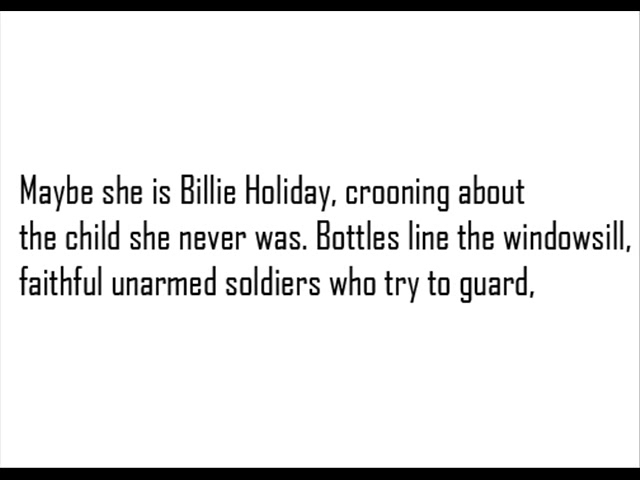 Maybe she is Billie Holiday, crooning about
the child she never was. Bottles line the windowsill,
faithful unarmed soldiers who try to guard,